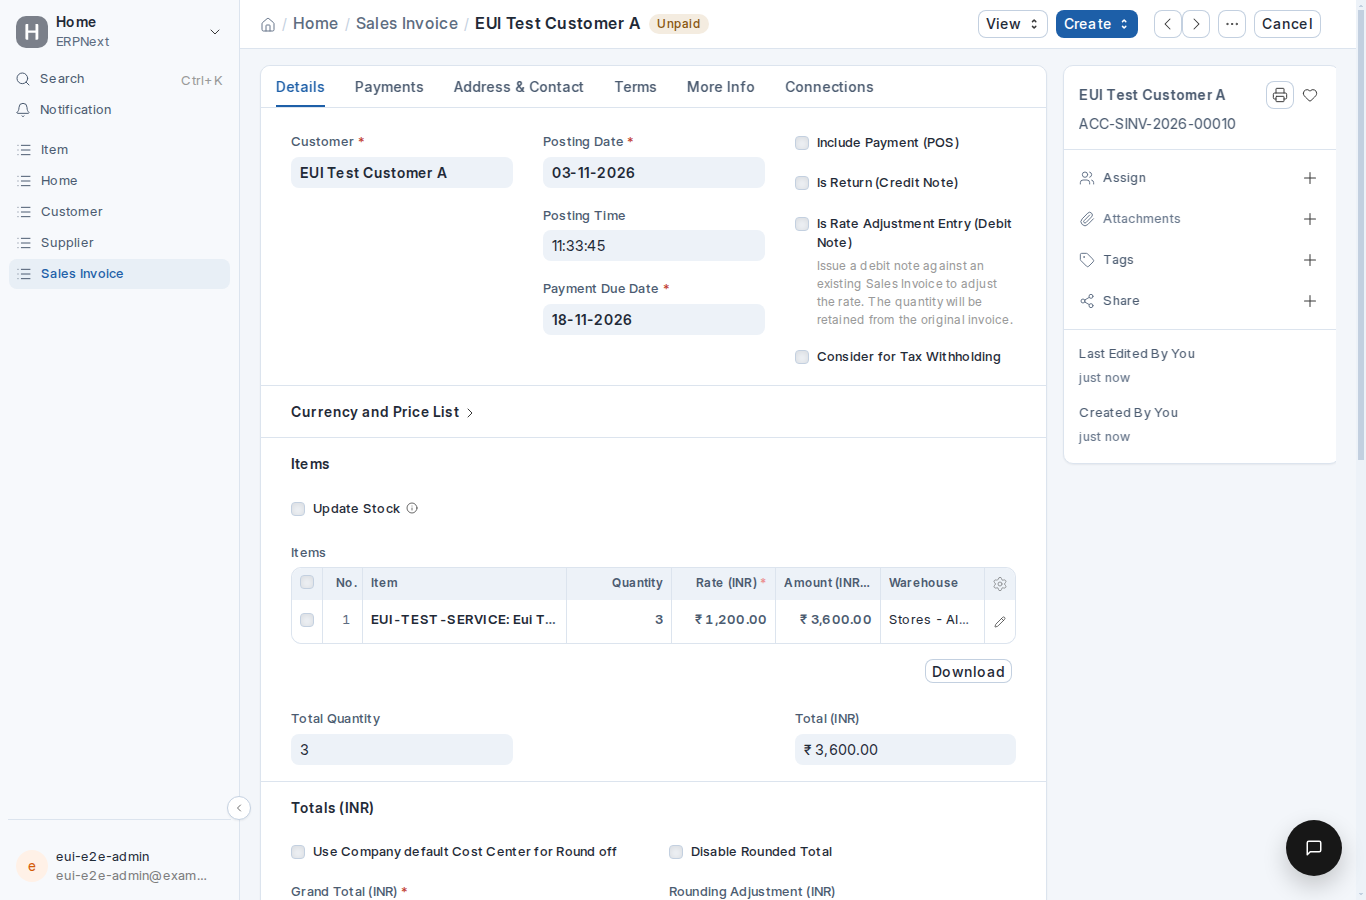 Home
ERPNext
Search
Ctrl+K
Notification
Item
Home
Customer
Supplier
Sales Invoice
eui-e2e-admin
eui-e2e-admin@exam...
/ Home / Sales Invoice / EUI Test Customer A Unpaid
View
Create
Cancel
Details Payments Address & Contact Terms More Info Connections
Customer *
EUI Test Customer A
Posting Date *
03-11-2026
Posting Time
11:33:45
Payment Due Date *
18-11-2026
Include Payment (POS)
Is Return (Credit Note)
Is Rate Adjustment Entry (Debit
Note)
Issue a debit note against an
existing Sales Invoice to adjust
the rate. The quantity will be
retained from the original invoice.
Consider for Tax Withholding
Currency and Price List
Items
Update Stock
Items
No. Item Quantity Rate (INR) * Amount (INR... Warehouse
1 EUI-TEST-SERVICE: Eui T... 3 ₹ 1,200.00 ₹ 3,600.00 Stores - Al...
Download
Total Quantity
3
Total (INR)
₹ 3,600.00
Totals (INR)
Use Company default Cost Center for Round off
Disable Rounded Total
Grand Total (INR) *
Rounding Adjustment (INR)
EUI Test Customer A
ACC-SINV-2026-00010
Assign
Attachments
Tags
Share
Last Edited By You
just now
Created By You
just now
H
e